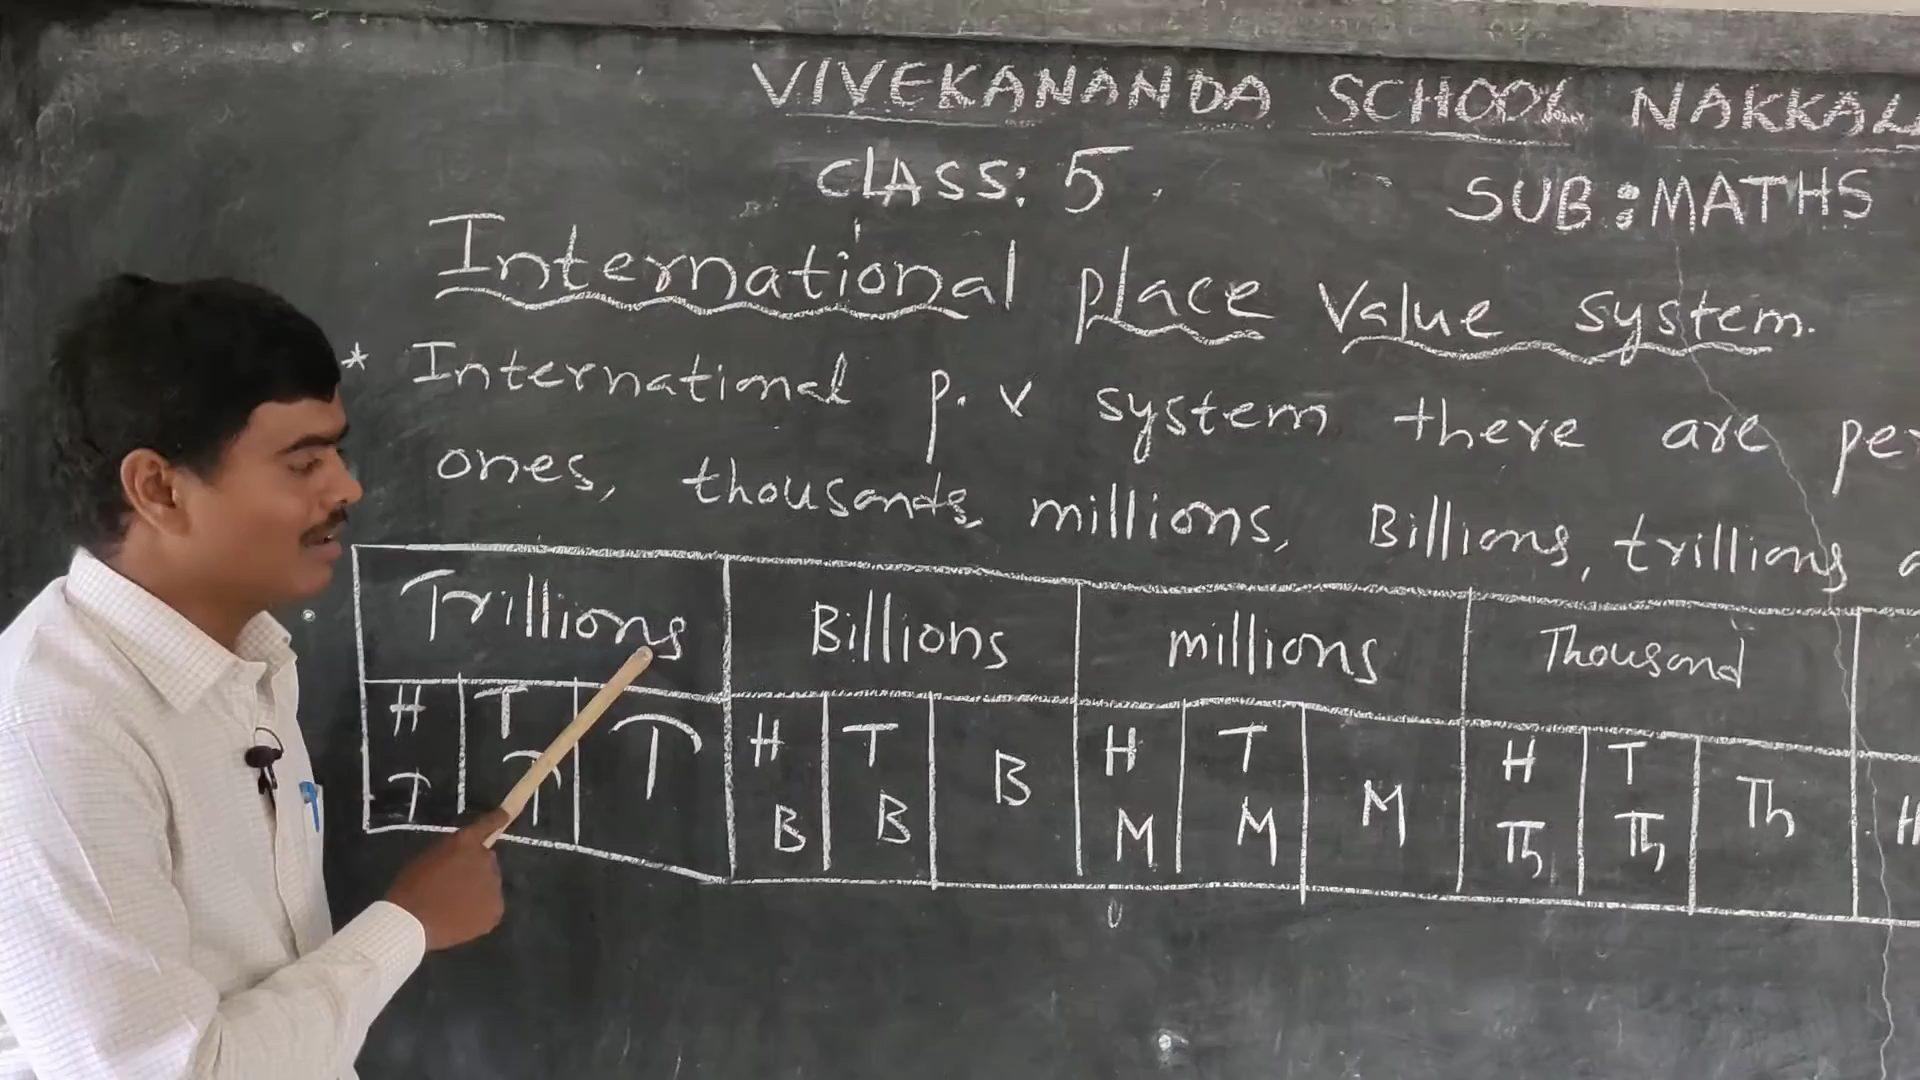 VIVEKANANDA SCHOOL NAKKAL
CLASS: 5
SUB: MATHS
International place value system.
* International p. v system there are per
ones, thousands, millions, Billions, trillions a
Trillions Billions millions Thousand
H T T H T B H T M H T Th H
T T B B M M Th Th